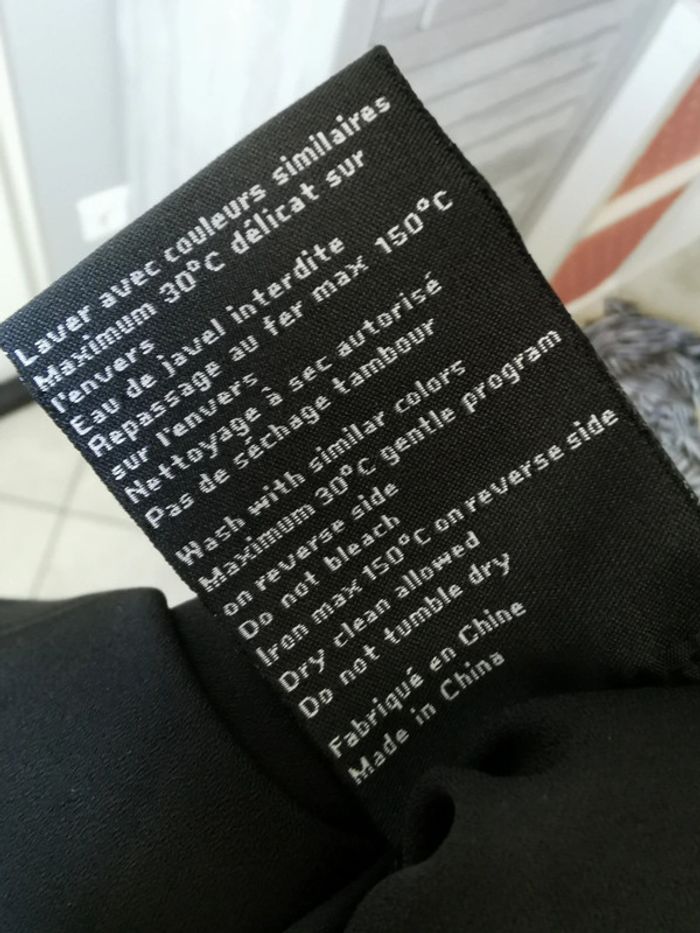 Laver avec couleurs similaires
Maximum 30°C délicat sur
l'envers
Eau de javel interdite
Repassage au fer max 150°C
sur l'envers
Nettoyage à sec autorisé
Pas de séchage tambour
Wash with similar colors
Maximum 30°C gentle program
on reverse side
Do not bleach
Iron max 150°C on reverse side
Dry clean allowed
Do not tumble dry
Fabriqué en Chine
Made in China